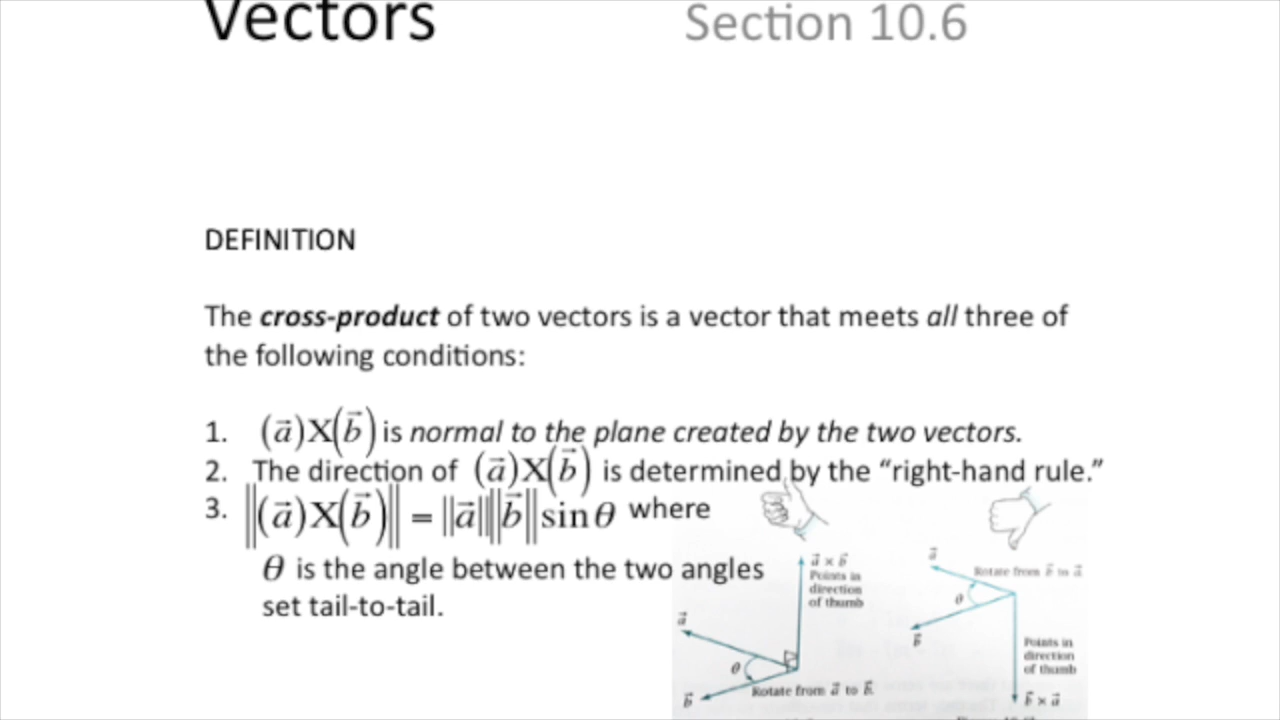 Vectors Section 10.6
DEFINITION
The cross-product of two vectors is a vector that meets all three of
the following conditions:
1. (a⃗)X(b⃗) is normal to the plane created by the two vectors.
2. The direction of (a⃗)X(b⃗) is determined by the “right-hand rule.”
3. ‖(a⃗)X(b⃗)‖ = ‖a⃗‖‖b⃗‖sinθ where
θ is the angle between the two angles
set tail-to-tail.
a⃗ × b⃗
Points in
direction
of thumb
a⃗
θ
b⃗
Rotate from a⃗ to b⃗
a⃗
Rotate from b⃗ to a⃗
θ
b⃗
Points in
direction
of thumb
b⃗ × a⃗